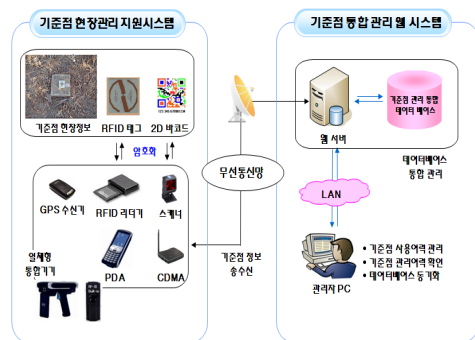 기준점 현장관리 지원시스템
기준점 현장정보
RFID 태그
2D 바코드
암호화
GPS 수신기
RFID 리더기
스캐너
일체형
통합기기
PDA
CDMA
무선통신망
기준점 정보
송수신
기준점 통합 관리 웹 시스템
웹 서버
기준점 관리 통합
데이터 베이스
데이터베이스
통합 관리
LAN
관리자 PC
• 기준점 사용이력 관리
• 기준점 관리이력 확인
• 데이터베이스 동기화